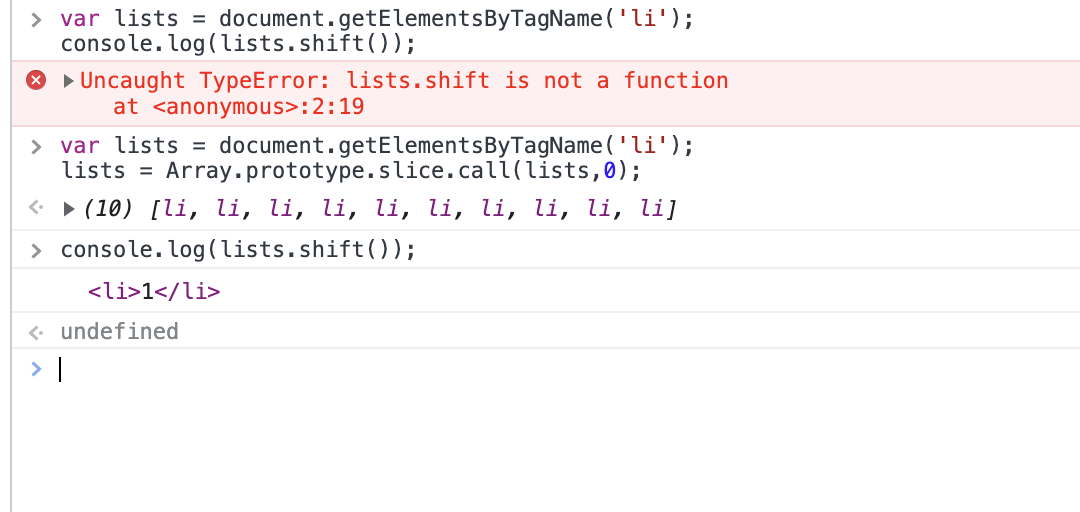 var lists = document.getElementsByTagName('li');
console.log(lists.shift());
Uncaught TypeError: lists.shift is not a function
at <anonymous>:2:19
var lists = document.getElementsByTagName('li');
lists = Array.prototype.slice.call(lists,0);
(10) [li, li, li, li, li, li, li, li, li, li]
console.log(lists.shift());
<li>1</li>
undefined